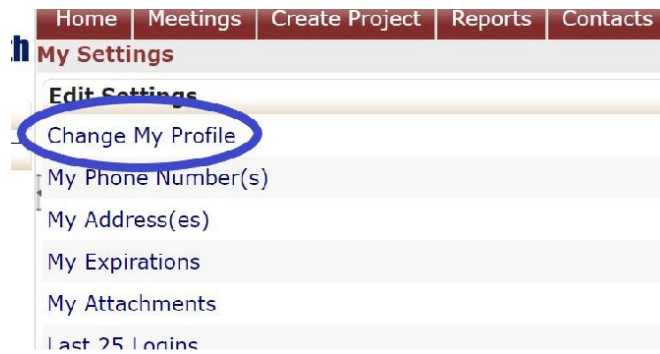 Home Meetings Create Project Reports Contacts
My Settings
Edit Settings
Change My Profile
My Phone Number(s)
My Address(es)
My Expirations
My Attachments
Last 25 Logins